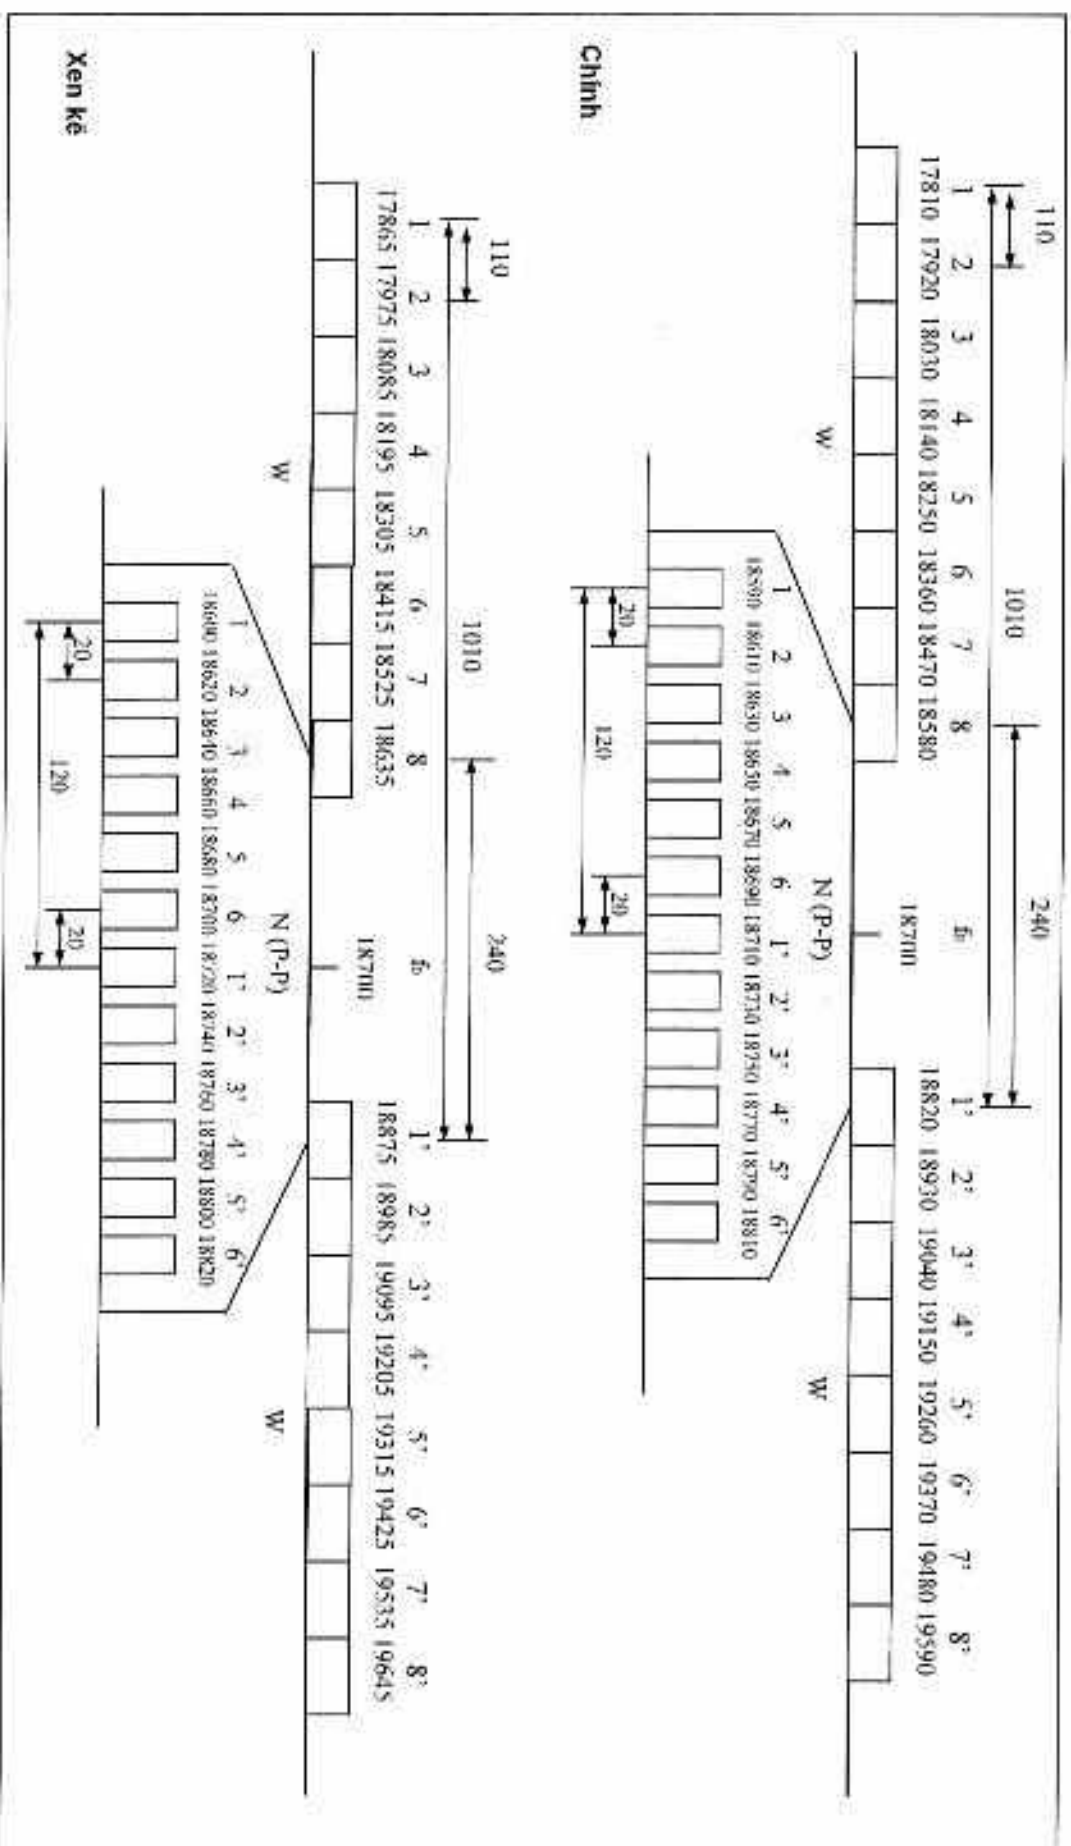 110 1010 240
1 2 3 4 5 6 7 8 f₀ 1' 2' 3' 4' 5' 6' 7' 8'
17810 17920 18030 18140 18250 18360 18470 18580 18700 18820 18930 19040 19150 19260 19370 19480 19590
W N (P-P) W
1 2 3 4 5 6 1' 2' 3' 4' 5' 6'
18590 18610 18630 18650 18670 18690 18710 18730 18750 18770 18790 18810
20 20
120
Chính
110 1010 240
1 2 3 4 5 6 7 8 f₀ 1' 2' 3' 4' 5' 6' 7' 8'
17865 17975 18085 18195 18305 18415 18525 18635 18700 18875 18985 19095 19205 19315 19425 19535 19645
W N (P-P) W
1 2 3 4 5 6 1' 2' 3' 4' 5' 6'
18600 18620 18640 18660 18680 18700 18720 18740 18760 18780 18800 18820
20 20
120
Xen kẽ